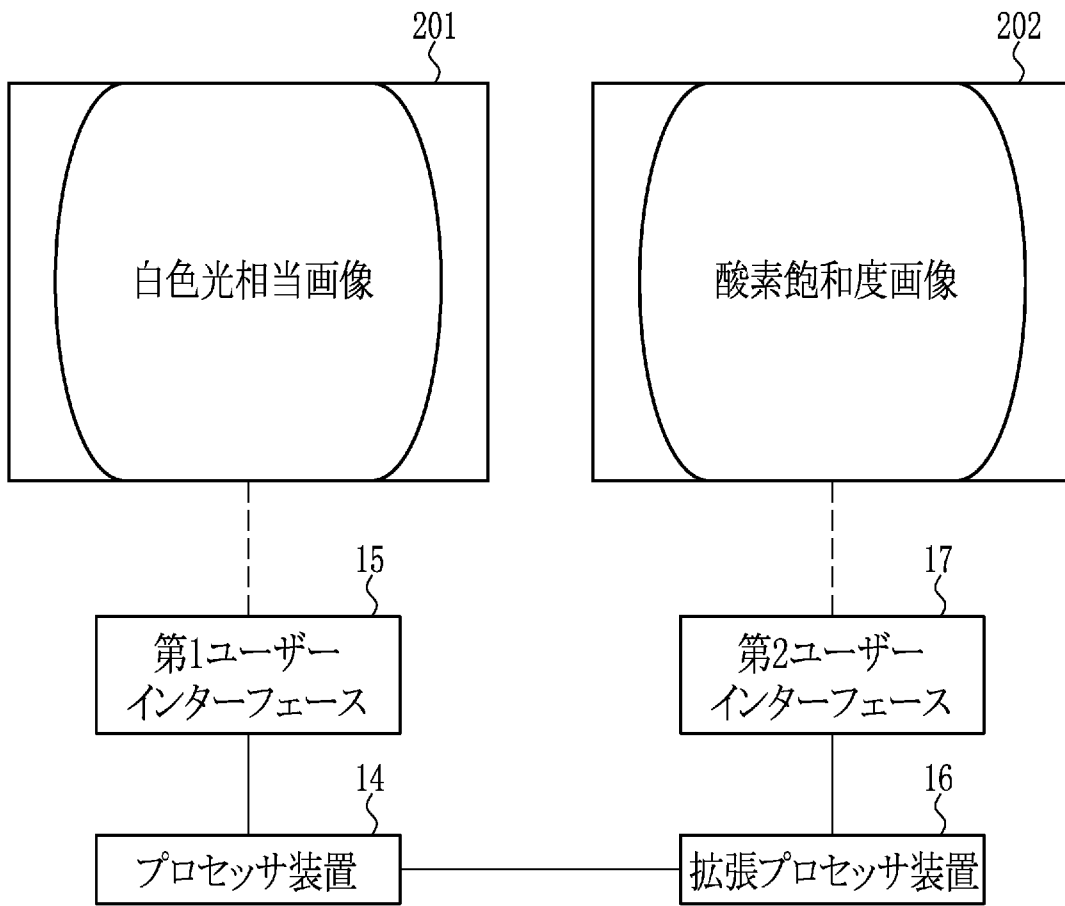 201
202
白色光相当画像
酸素飽和度画像
15
17
第1ユーザー
インターフェース
第2ユーザー
インターフェース
14
16
プロセッサ装置
拡張プロセッサ装置